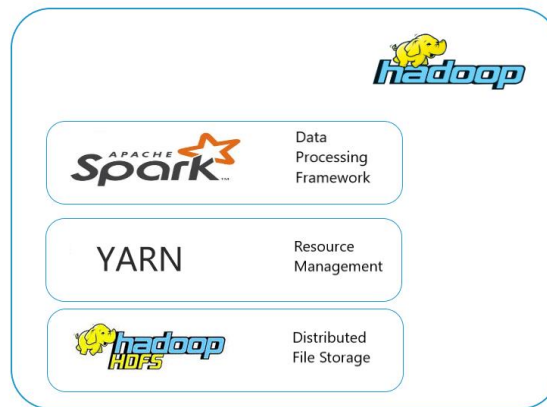 hadoop
APACHE
Spark
Data
Processing
Framework
YARN
Resource
Management
hadoop
HDFS
Distributed
File Storage